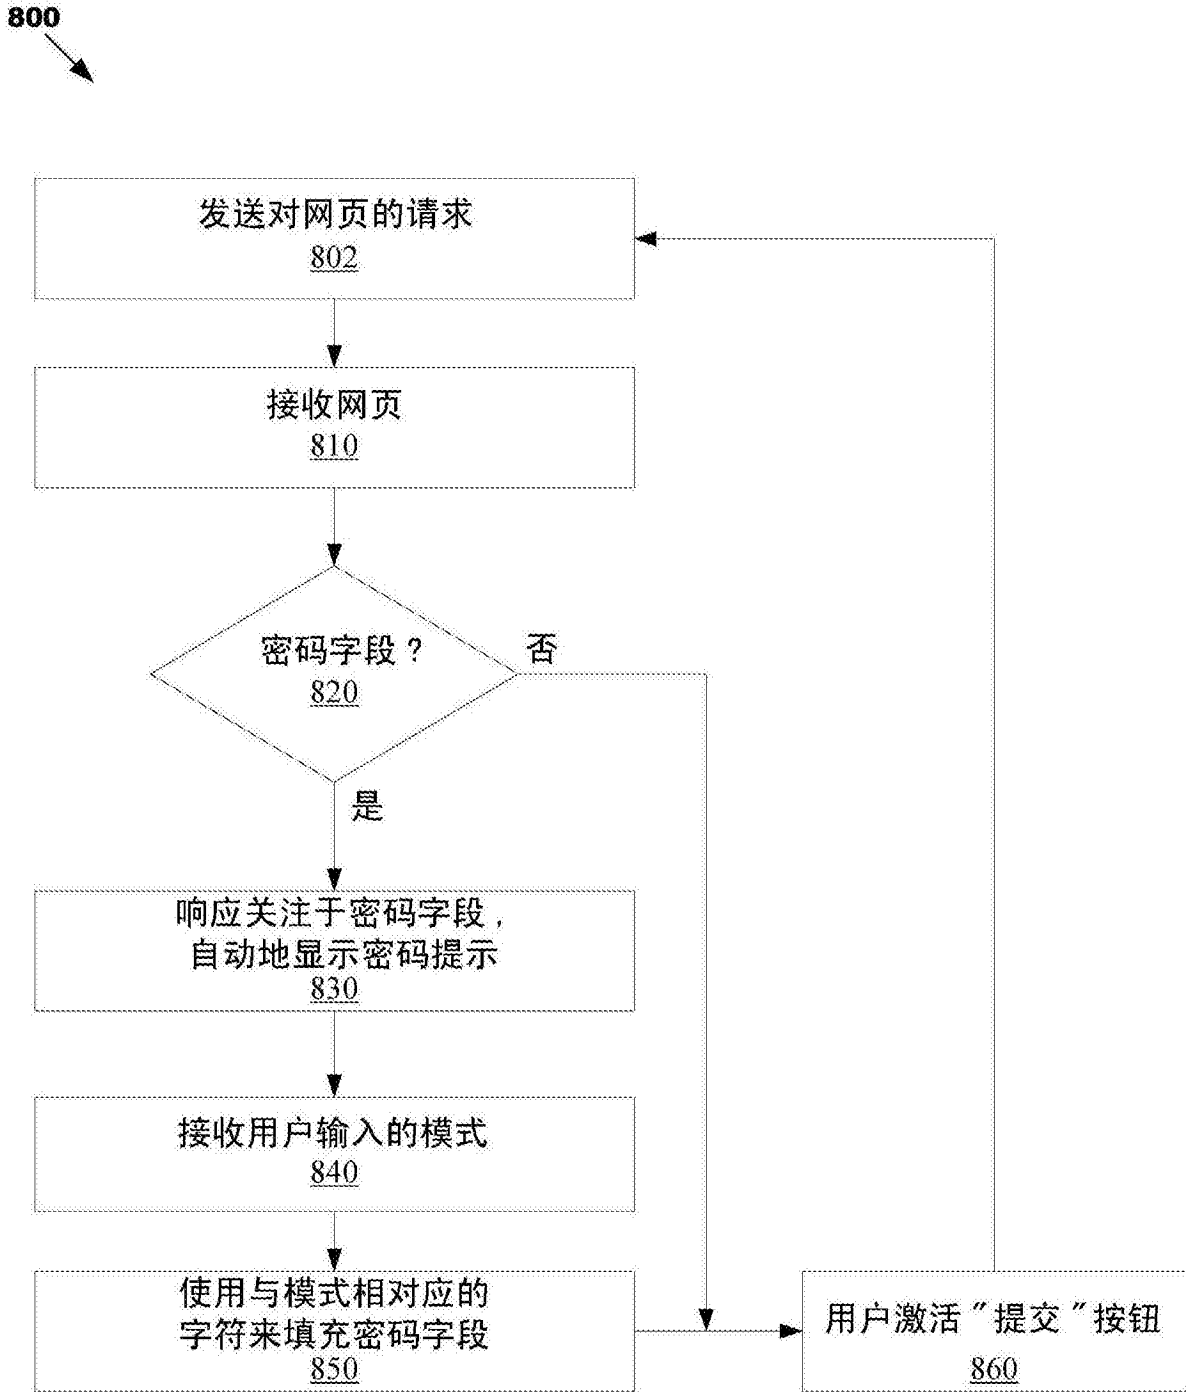 800
发送对网页的请求
802
接收网页
810
密码字段?
820
否
是
响应关注于密码字段,
自动地显示密码提示
830
接收用户输入的模式
840
使用与模式相对应的
字符来填充密码字段
850
用户激活"提交"按钮
860